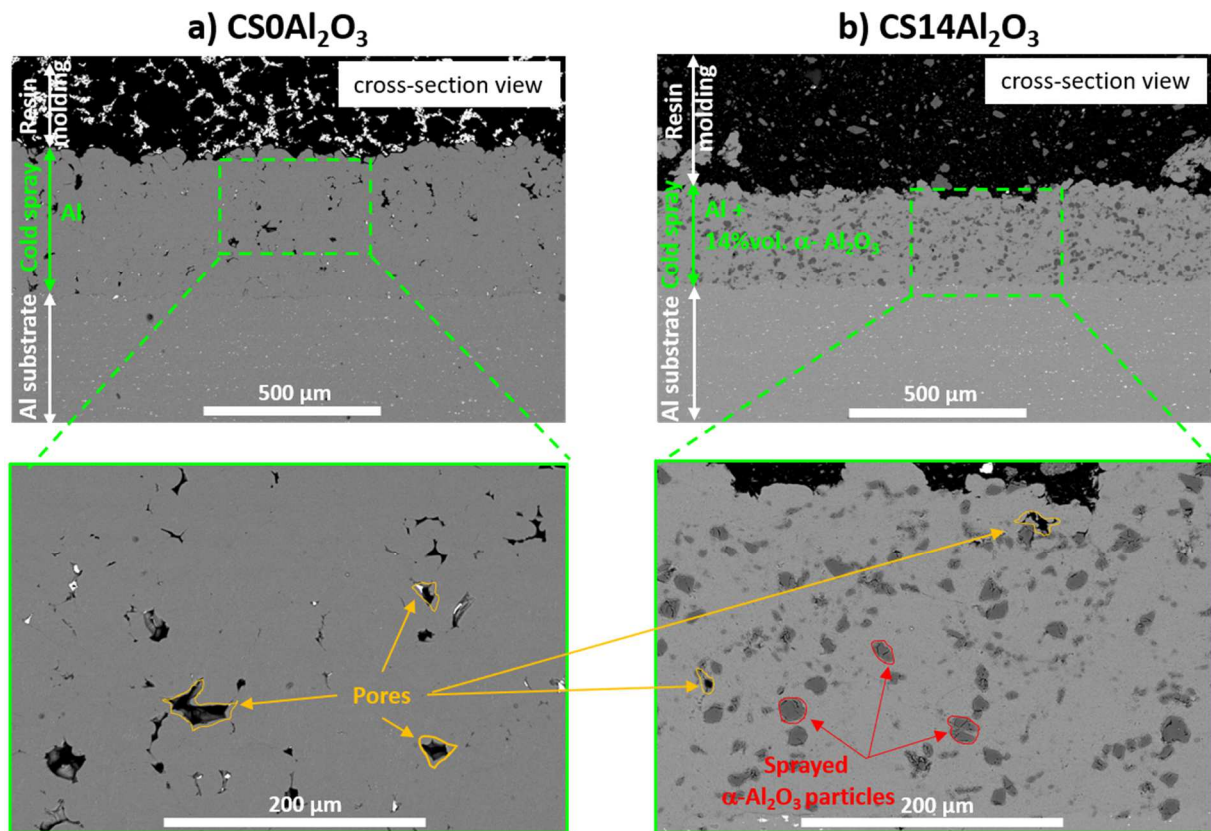 a) CS0Al₂O₃
b) CS14Al₂O₃
cross-section view
Resin
molding
Cold spray
Al
Al substrate
500 µm
cross-section view
Resin
molding
Cold spray
Al +
14%vol. α- Al₂O₃
Al substrate
500 µm
Pores
200 µm
Sprayed
α-Al₂O₃ particles
200 µm